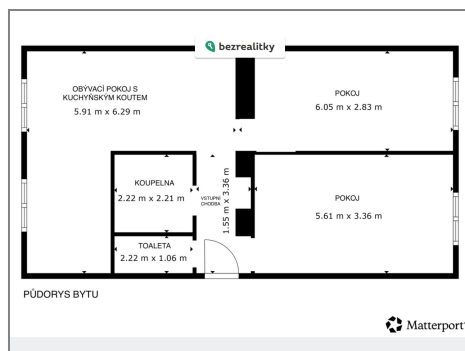 bezrealitky
OBÝVACÍ POKOJ S
KUCHYŇSKÝM KOUTEM
5.91 m x 6.29 m
POKOJ
6.05 m x 2.83 m
KOUPELNA
2.22 m x 2.21 m
VSTUPNÍ
CHODBA
1.55 m x 3.36 m
POKOJ
5.61 m x 3.36 m
TOALETA
2.22 m x 1.06 m
PŮDORYS BYTU
Matterport